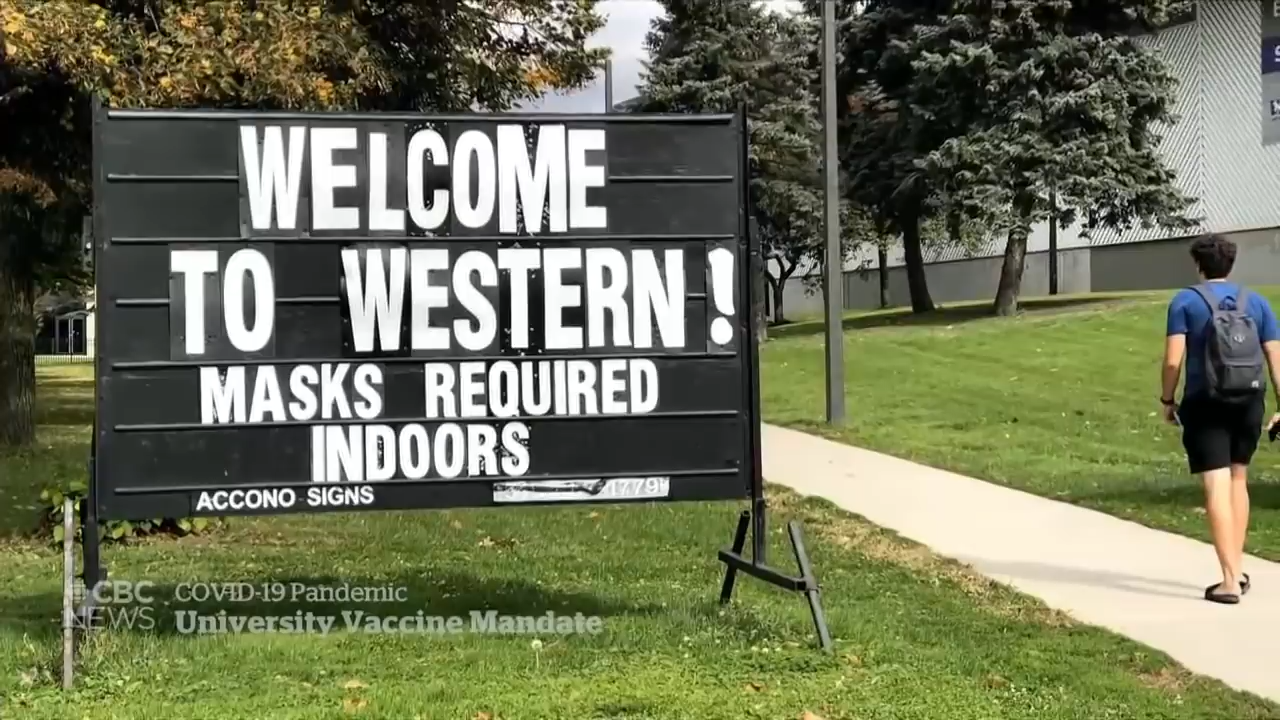 WELCOME
TO WESTERN!
MASKS REQUIRED
INDOORS
ACCONO SIGNS
CBC
NEWS
COVID-19 Pandemic
University Vaccine Mandate